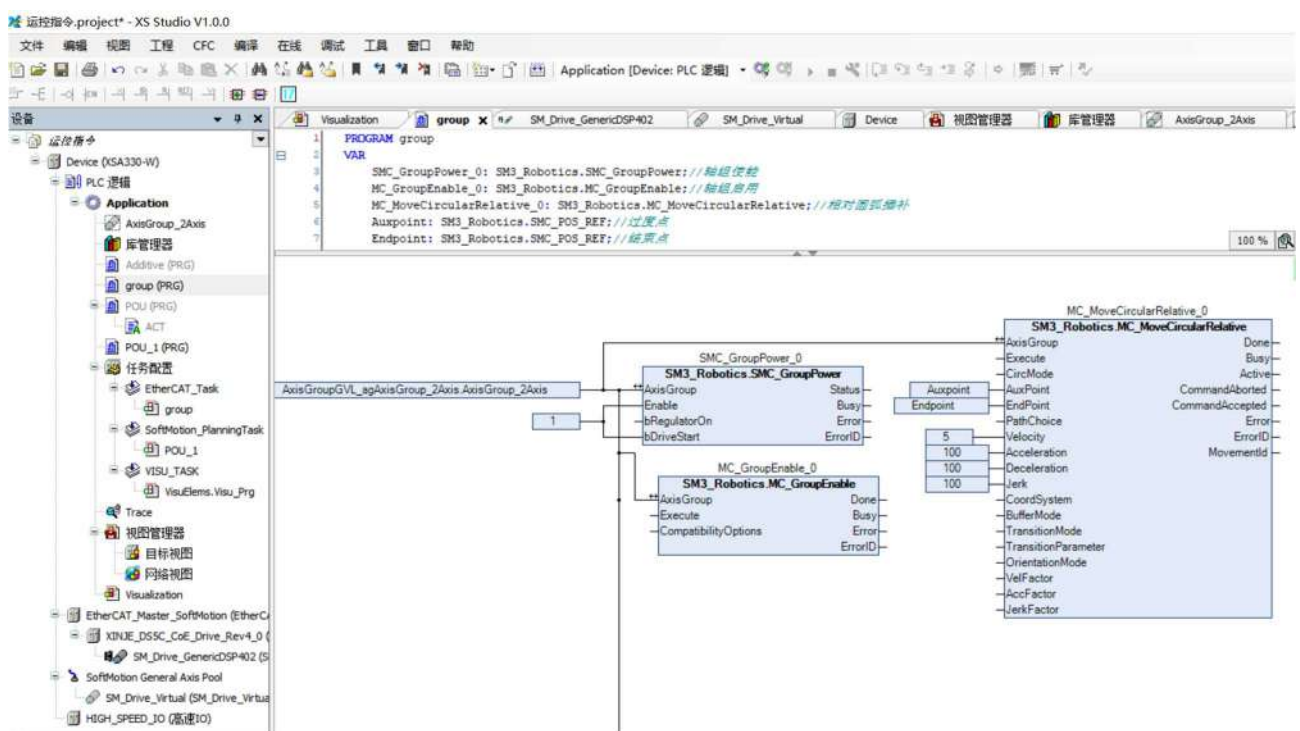 运控指令.project* - XS Studio V1.0.0
文件 编辑 视图 工程 CFC 编译 在线 调试 工具 窗口 帮助
Application [Device: PLC 逻辑]
设备
Visualization group SM_Drive_GenericDSP402 SM_Drive_Virtual Device 视图管理器 库管理器 AxisGroup_2Axis
运控指令
Device (XSA330-W)
PLC 逻辑
Application
AxisGroup_2Axis
库管理器
Additive (PRG)
group (PRG)
POU (PRG)
ACT
POU_1 (PRG)
任务配置
EtherCAT_Task
group
SoftMotion_PlanningTask
POU_1
VISU_TASK
VisuElems.Visu_Prg
Trace
视图管理器
目标视图
网络视图
Visualization
EtherCAT_Master_SoftMotion (EtherCA
XINJE_DS5C_CoE_Drive_Rev4_0 (
SM_Drive_GenericDSP402 (S
SoftMotion General Axis Pool
SM_Drive_Virtual (SM_Drive_Virtua
HIGH_SPEED_IO (高速IO)
1 PROGRAM group
2 VAR
3 SMC_GroupPower_0: SM3_Robotics.SMC_GroupPower;//轴组使能
4 MC_GroupEnable_0: SM3_Robotics.MC_GroupEnable;//轴组启用
5 MC_MoveCircularRelative_0: SM3_Robotics.MC_MoveCircularRelative;//相对圆弧插补
6 Auxpoint: SM3_Robotics.SMC_POS_REF;//过度点
7 Endpoint: SM3_Robotics.SMC_POS_REF;//结束点
100 %
AxisGroupGVL_agAxisGroup_2Axis.AxisGroup_2Axis
1
SMC_GroupPower_0
SM3_Robotics.SMC_GroupPower
AxisGroup Status
Enable Busy
bRegulatorOn Error
bDriveStart ErrorID
MC_GroupEnable_0
SM3_Robotics.MC_GroupEnable
AxisGroup Done
Execute Busy
CompatibilityOptions Error
ErrorID
MC_MoveCircularRelative_0
SM3_Robotics.MC_MoveCircularRelative
AxisGroup Done
Execute Busy
CircMode Active
Auxpoint AuxPoint CommandAborted
Endpoint EndPoint CommandAccepted
PathChoice Error
5 Velocity ErrorID
100 Acceleration MovementId
100 Deceleration
100 Jerk
CoordSystem
BufferMode
TransitionMode
TransitionParameter
OrientationMode
VelFactor
AccFactor
JerkFactor